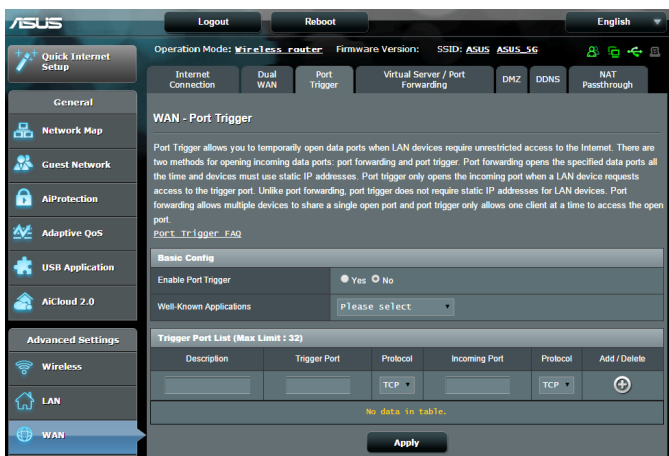 ASUS
Logout
Reboot
English
Quick Internet
Setup
Operation Mode: Wireless router Firmware Version: SSID: ASUS ASUS_5G
Internet
Connection
Dual
WAN
Port
Trigger
Virtual Server / Port
Forwarding
DMZ
DDNS
NAT
Passthrough
General
Network Map
Guest Network
AiProtection
Adaptive QoS
USB Application
AiCloud 2.0
Advanced Settings
Wireless
LAN
WAN
WAN - Port Trigger
Port Trigger allows you to temporarily open data ports when LAN devices require unrestricted access to the Internet. There are
two methods for opening incoming data ports: port forwarding and port trigger. Port forwarding opens the specified data ports all
the time and devices must use static IP addresses. Port trigger only opens the incoming port when a LAN device requests
access to the trigger port. Unlike port forwarding, port trigger does not require static IP addresses for LAN devices. Port
forwarding allows multiple devices to share a single open port and port trigger only allows one client at a time to access the open
port.
Port Trigger FAQ
Basic Config
Enable Port Trigger Yes No
Well-Known Applications Please select
Trigger Port List (Max Limit : 32)
Description Trigger Port Protocol Incoming Port Protocol Add / Delete
TCP TCP
No data in table.
Apply